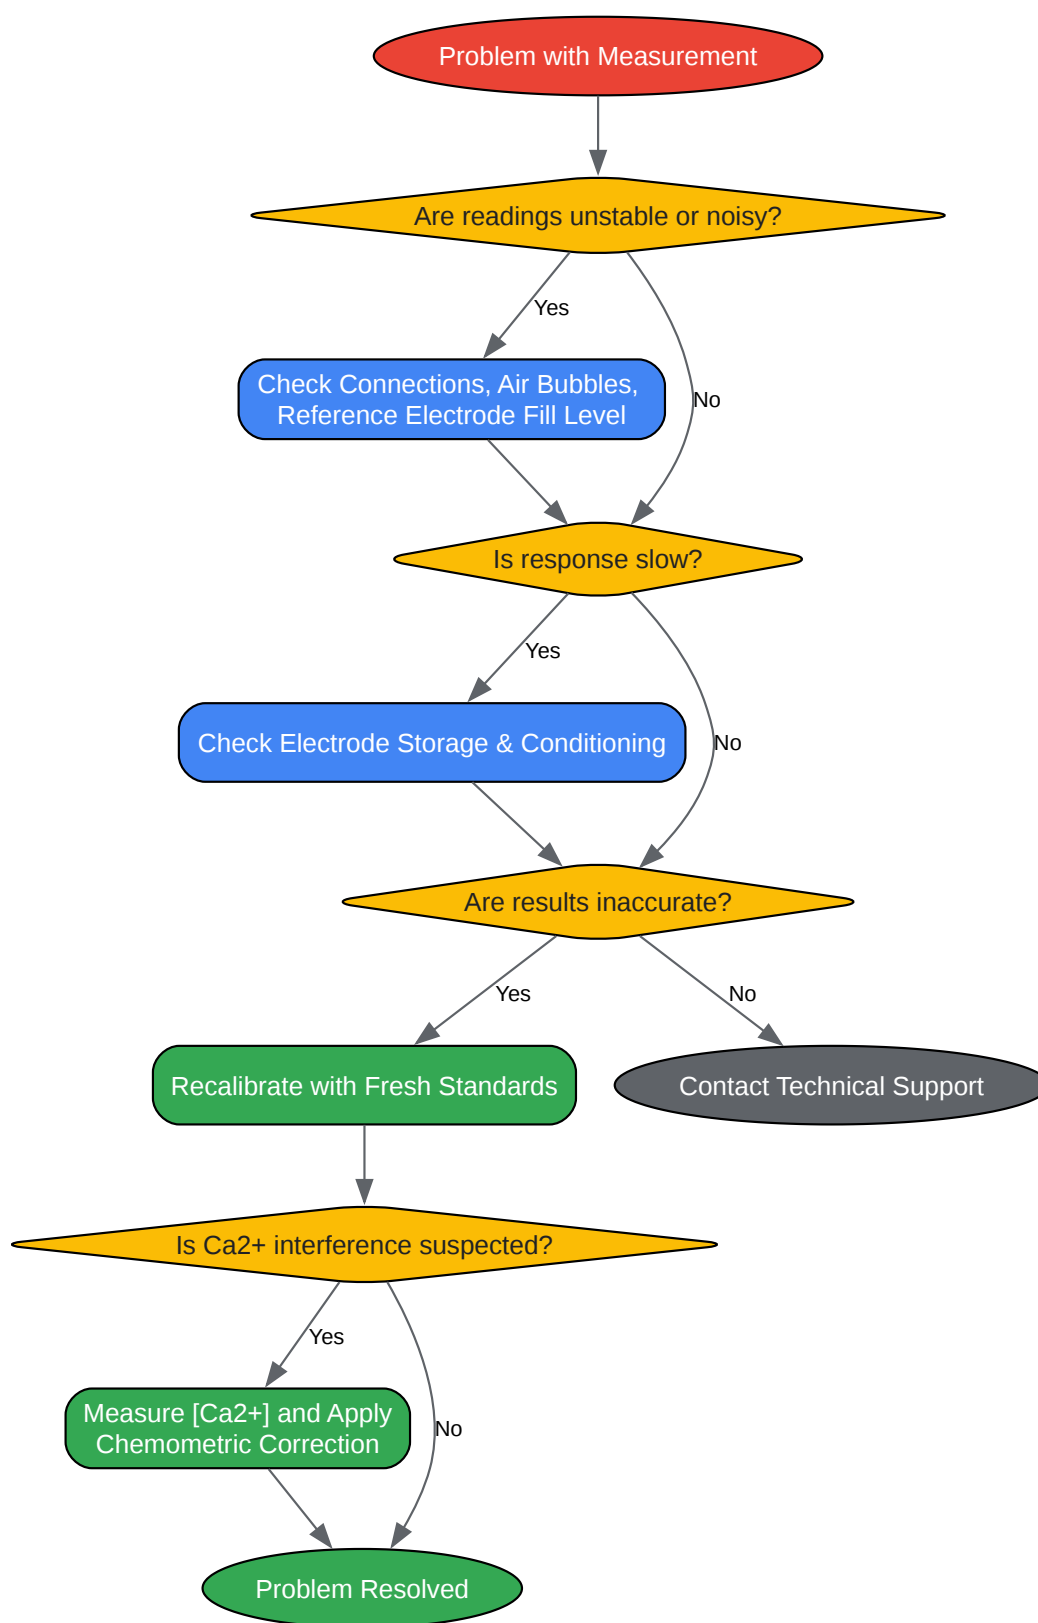 Problem with Measurement
Are readings unstable or noisy?
Yes
Check Connections, Air Bubbles,
Reference Electrode Fill Level
No
Is response slow?
Yes
Check Electrode Storage & Conditioning
No
Are results inaccurate?
Yes
No
Recalibrate with Fresh Standards
Contact Technical Support
Is Ca2+ interference suspected?
Yes
Measure [Ca2+] and Apply
Chemometric Correction
No
Problem Resolved